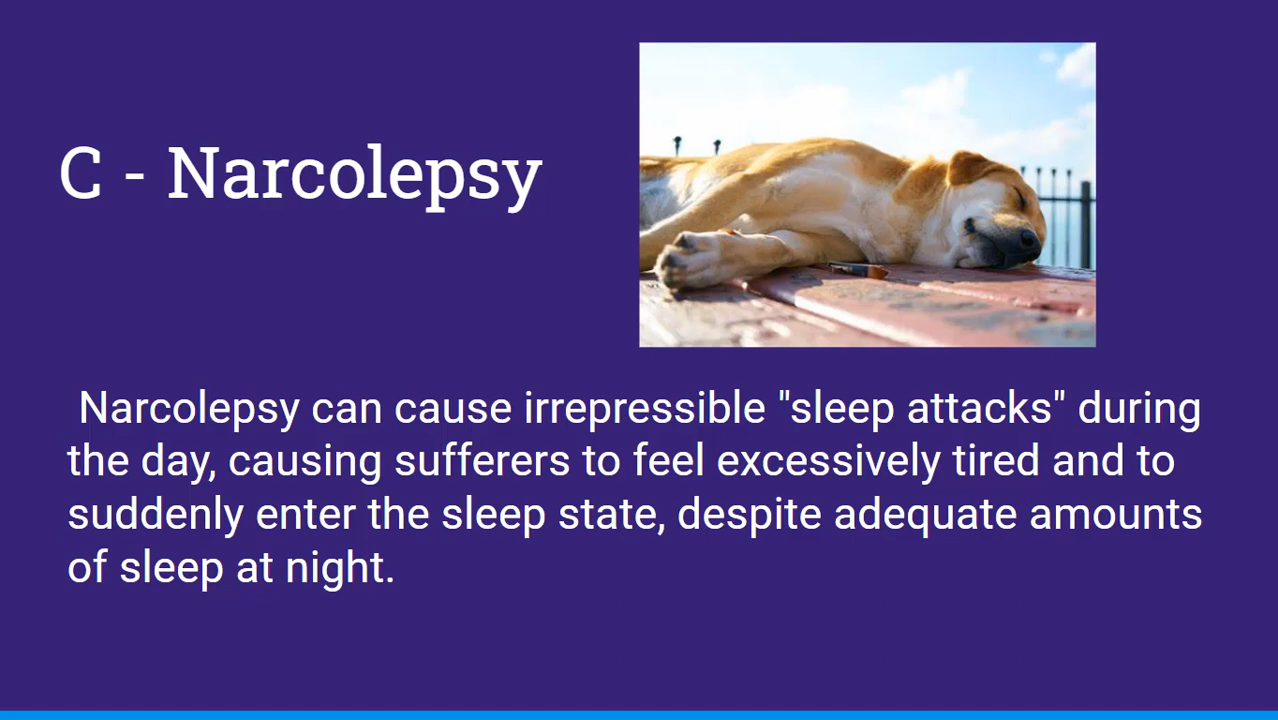 C - Narcolepsy
Narcolepsy can cause irrepressible "sleep attacks" during
the day, causing sufferers to feel excessively tired and to
suddenly enter the sleep state, despite adequate amounts
of sleep at night.